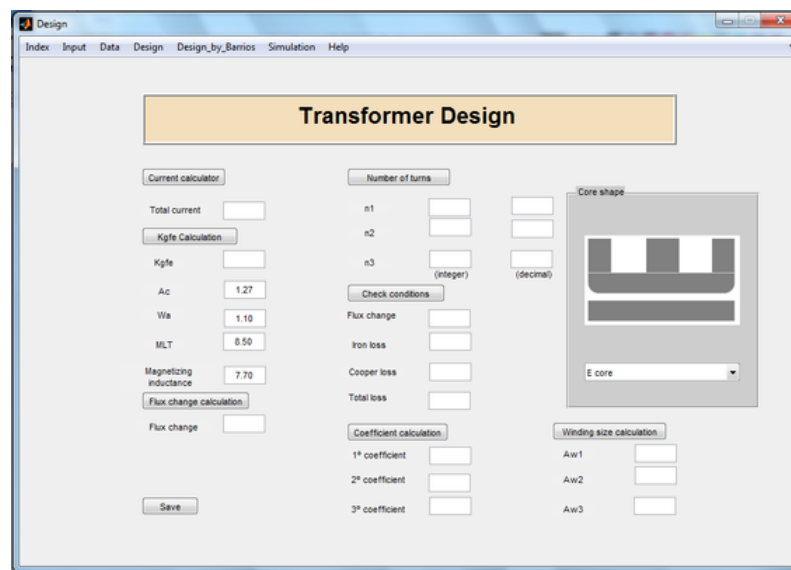 Design
Index Input Data Design Design_by_Barrios Simulation Help
Transformer Design
Current calculator
Total current
Kgfe Calculation
Kgfe
Ac 1.27
Wa 1.10
MLT 8.50
Magnetizing
inductance 7.70
Flux change calculation
Flux change
Save
Number of turns
n1
n2
n3
(integer) (decimal)
Check conditions
Flux change
Iron loss
Cooper loss
Total loss
Coefficient calculation
1º coefficient
2º coefficient
3º coefficient
Core shape
E core
Winding size calculation
Aw1
Aw2
Aw3